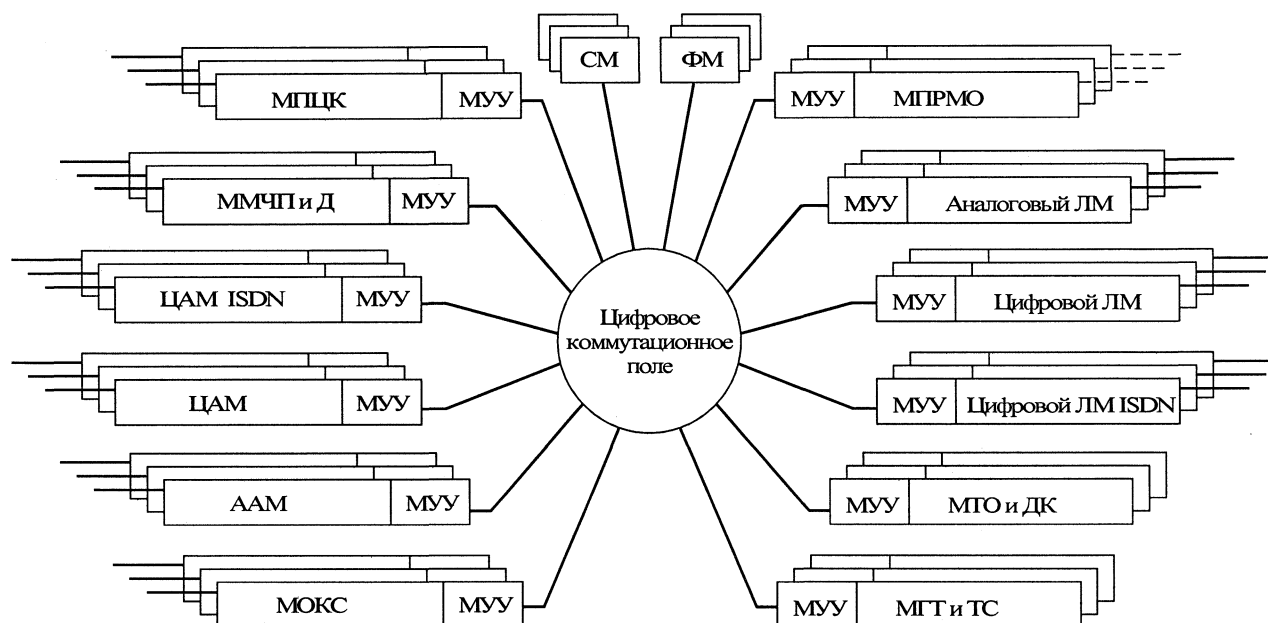 СМ
ФМ
МПЦК МУУ
МУУ МПРМО
ММЧП и Д МУУ
МУУ Аналоговый ЛМ
ЦАМ ISDN МУУ
МУУ Цифровой ЛМ
Цифровое
коммутационное
поле
ЦАМ МУУ
МУУ Цифровой ЛМ ISDN
ААМ МУУ
МУУ МТО и ДК
МОКС МУУ
МУУ МГТ и ТС